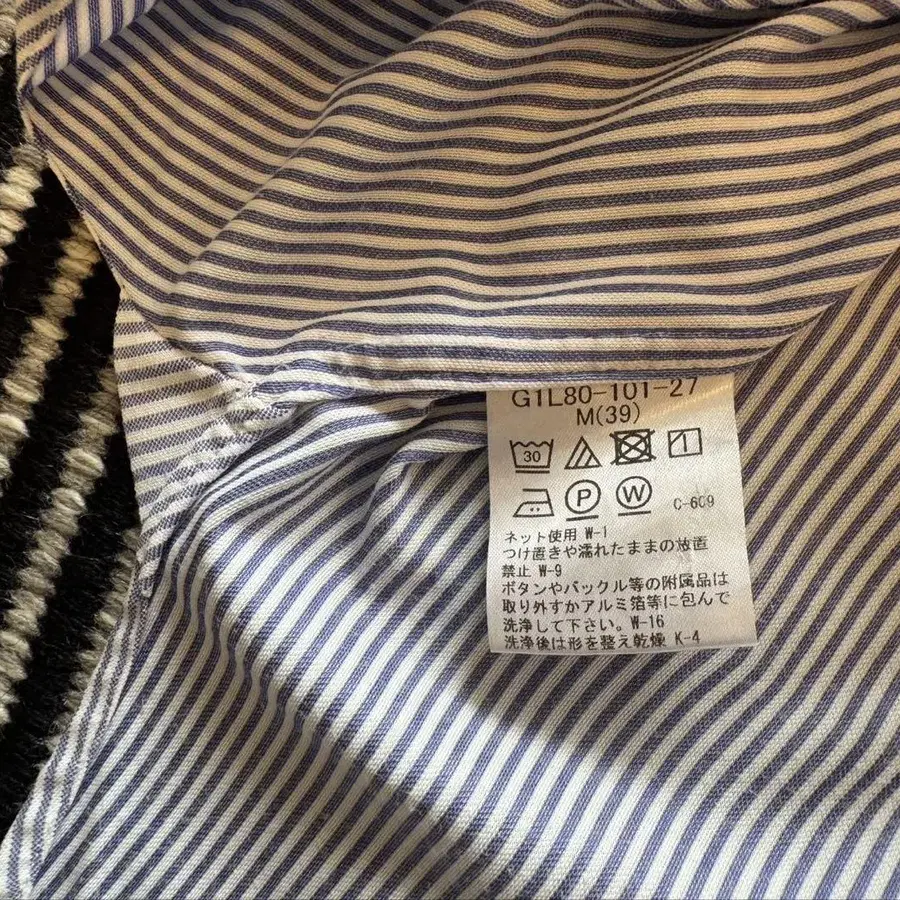 G1L80-101-27
M(39)
30
P W C-609
ネット使用 W-1
つけ置きや濡れたままの放置
禁止 W-9
ボタンやバックル等の附属品は
取り外すかアルミ箔等に包んで
洗浄して下さい。W-16
洗浄後は形を整え乾燥 K-4